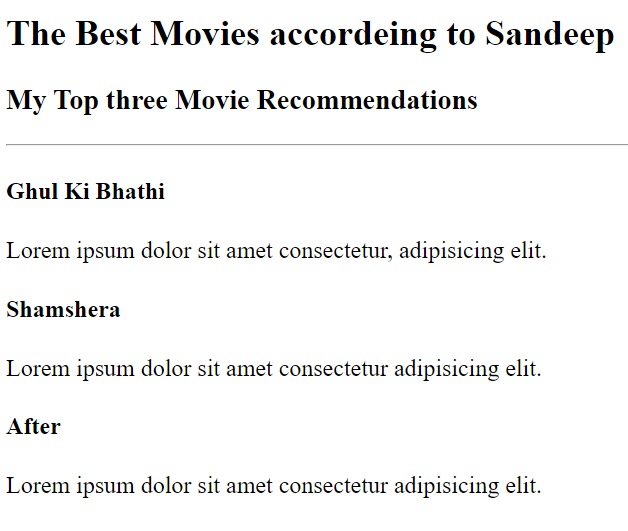 The Best Movies accordeing to Sandeep
My Top three Movie Recommendations
Ghul Ki Bhathi
Lorem ipsum dolor sit amet consectetur, adipisicing elit.
Shamshera
Lorem ipsum dolor sit amet consectetur adipisicing elit.
After
Lorem ipsum dolor sit amet consectetur adipisicing elit.